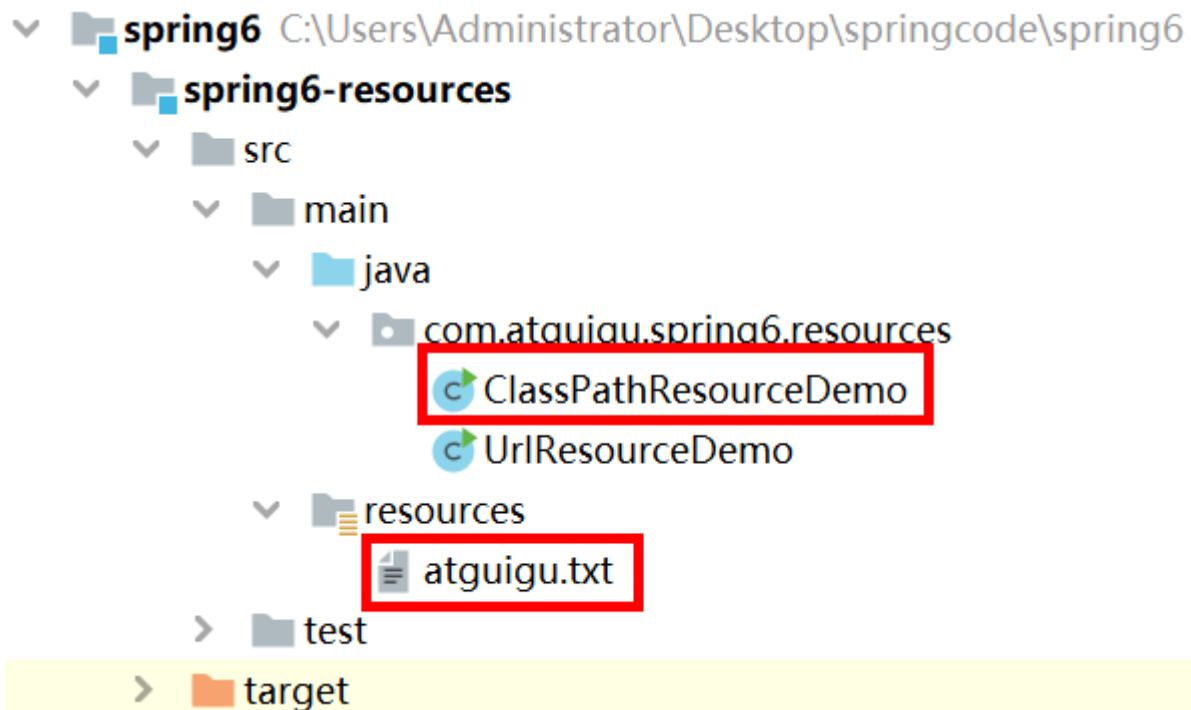 spring6 C:\Users\Administrator\Desktop\springcode\spring6
spring6-resources
src
main
java
com.atguigu.spring6.resources
ClassPathResourceDemo
UrlResourceDemo
resources
atguigu.txt
test
target